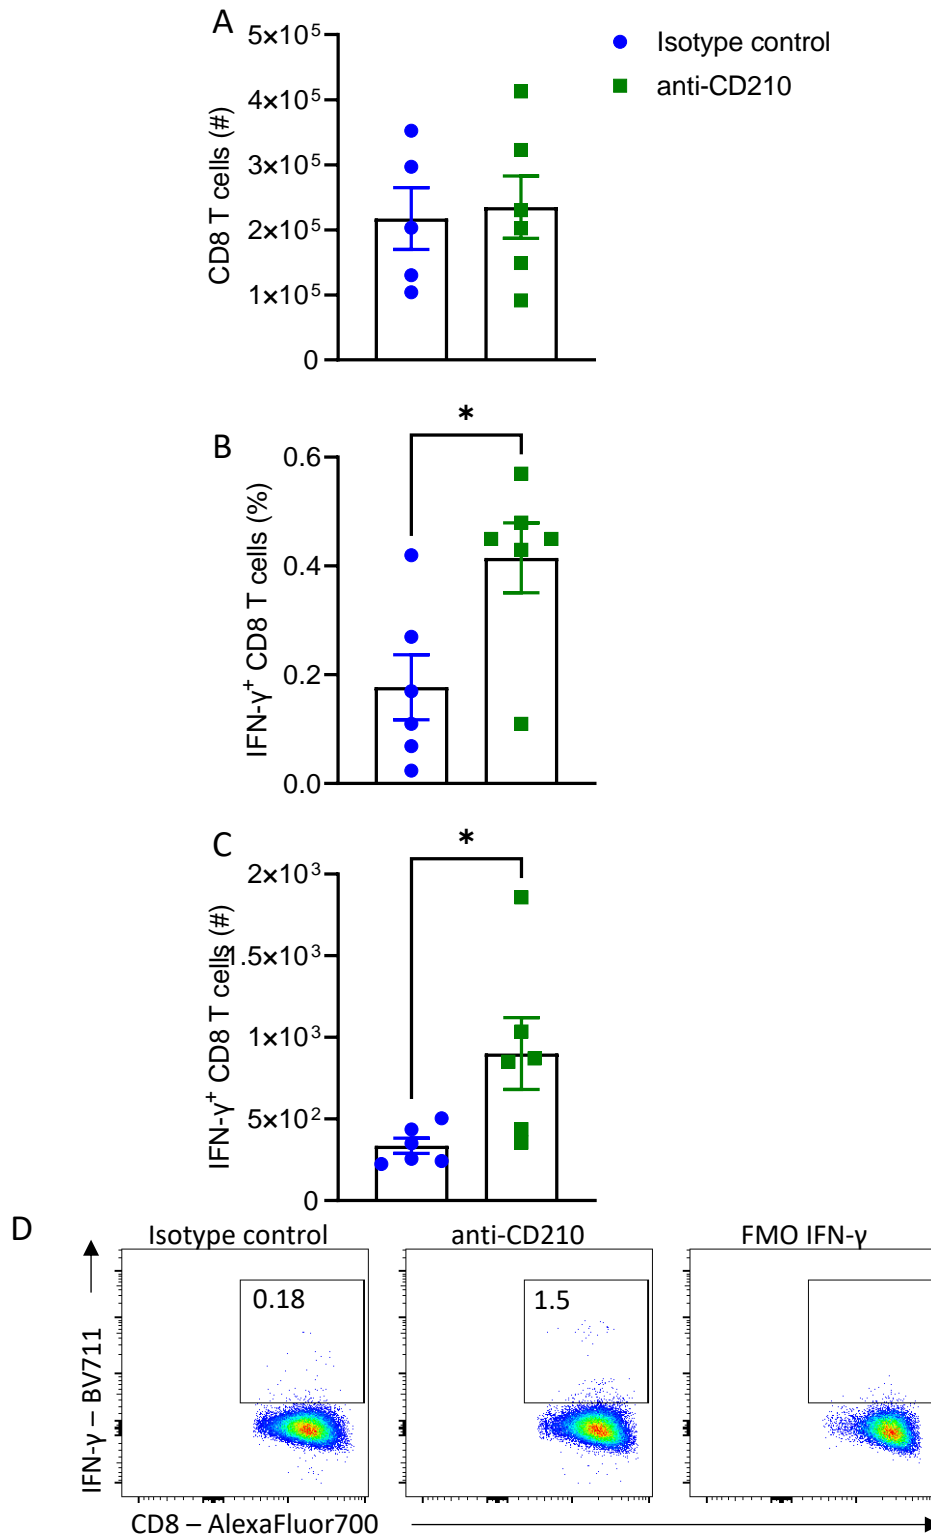 A
Isotype control
anti-CD210
CD8 T cells (#)
5×10⁵
4×10⁵
3×10⁵
2×10⁵
1×10⁵
0
B
*
IFN-γ⁺ CD8 T cells (%)
0.6
0.4
0.2
0.0
C
*
IFN-γ⁺ CD8 T cells (#)
2×10³
1.5×10³
1×10³
5×10²
0
D
Isotype control
anti-CD210
FMO IFN-γ
0.18
1.5
IFN-γ – BV711
CD8 – AlexaFluor700